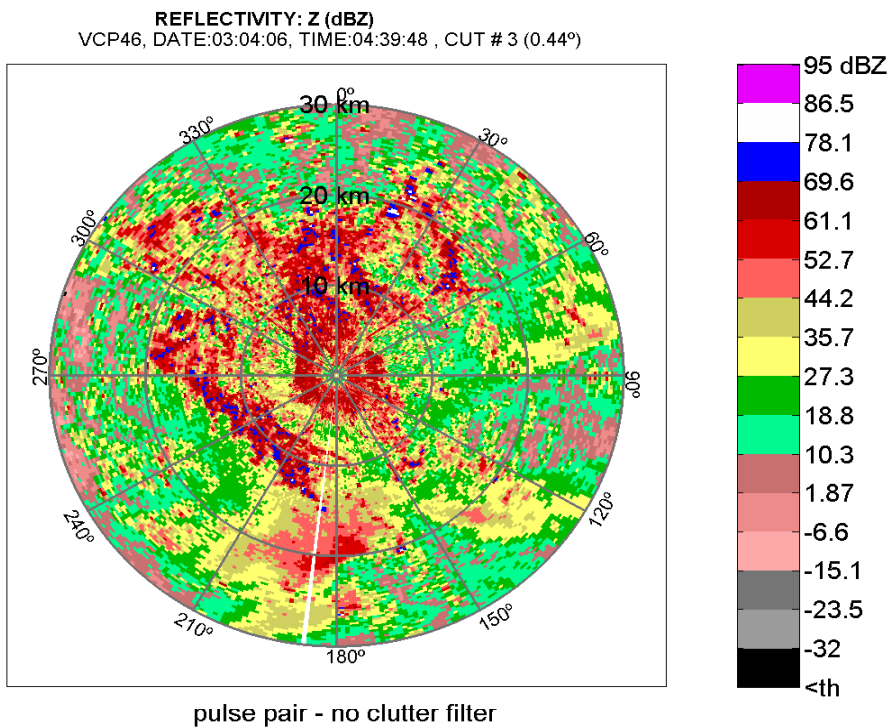 REFLECTIVITY: Z (dBZ)
VCP46, DATE:03:04:06, TIME:04:39:48 , CUT # 3 (0.44º)
0º
30 km
330º
30º
20 km
300º
60º
10 km
270º
90º
240º
120º
210º
150º
180º
95 dBZ
86.5
78.1
69.6
61.1
52.7
44.2
35.7
27.3
18.8
10.3
1.87
-6.6
-15.1
-23.5
-32
<th
pulse pair - no clutter filter